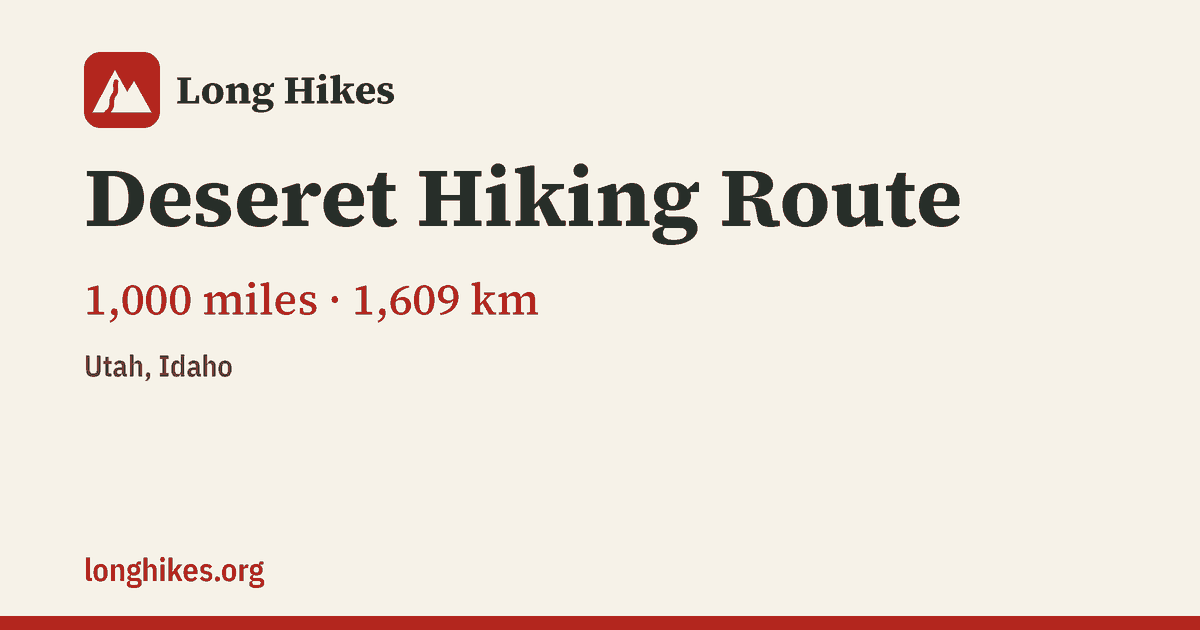 Long Hikes
Deseret Hiking Route
1,000 miles · 1,609 km
Utah, Idaho
longhikes.org